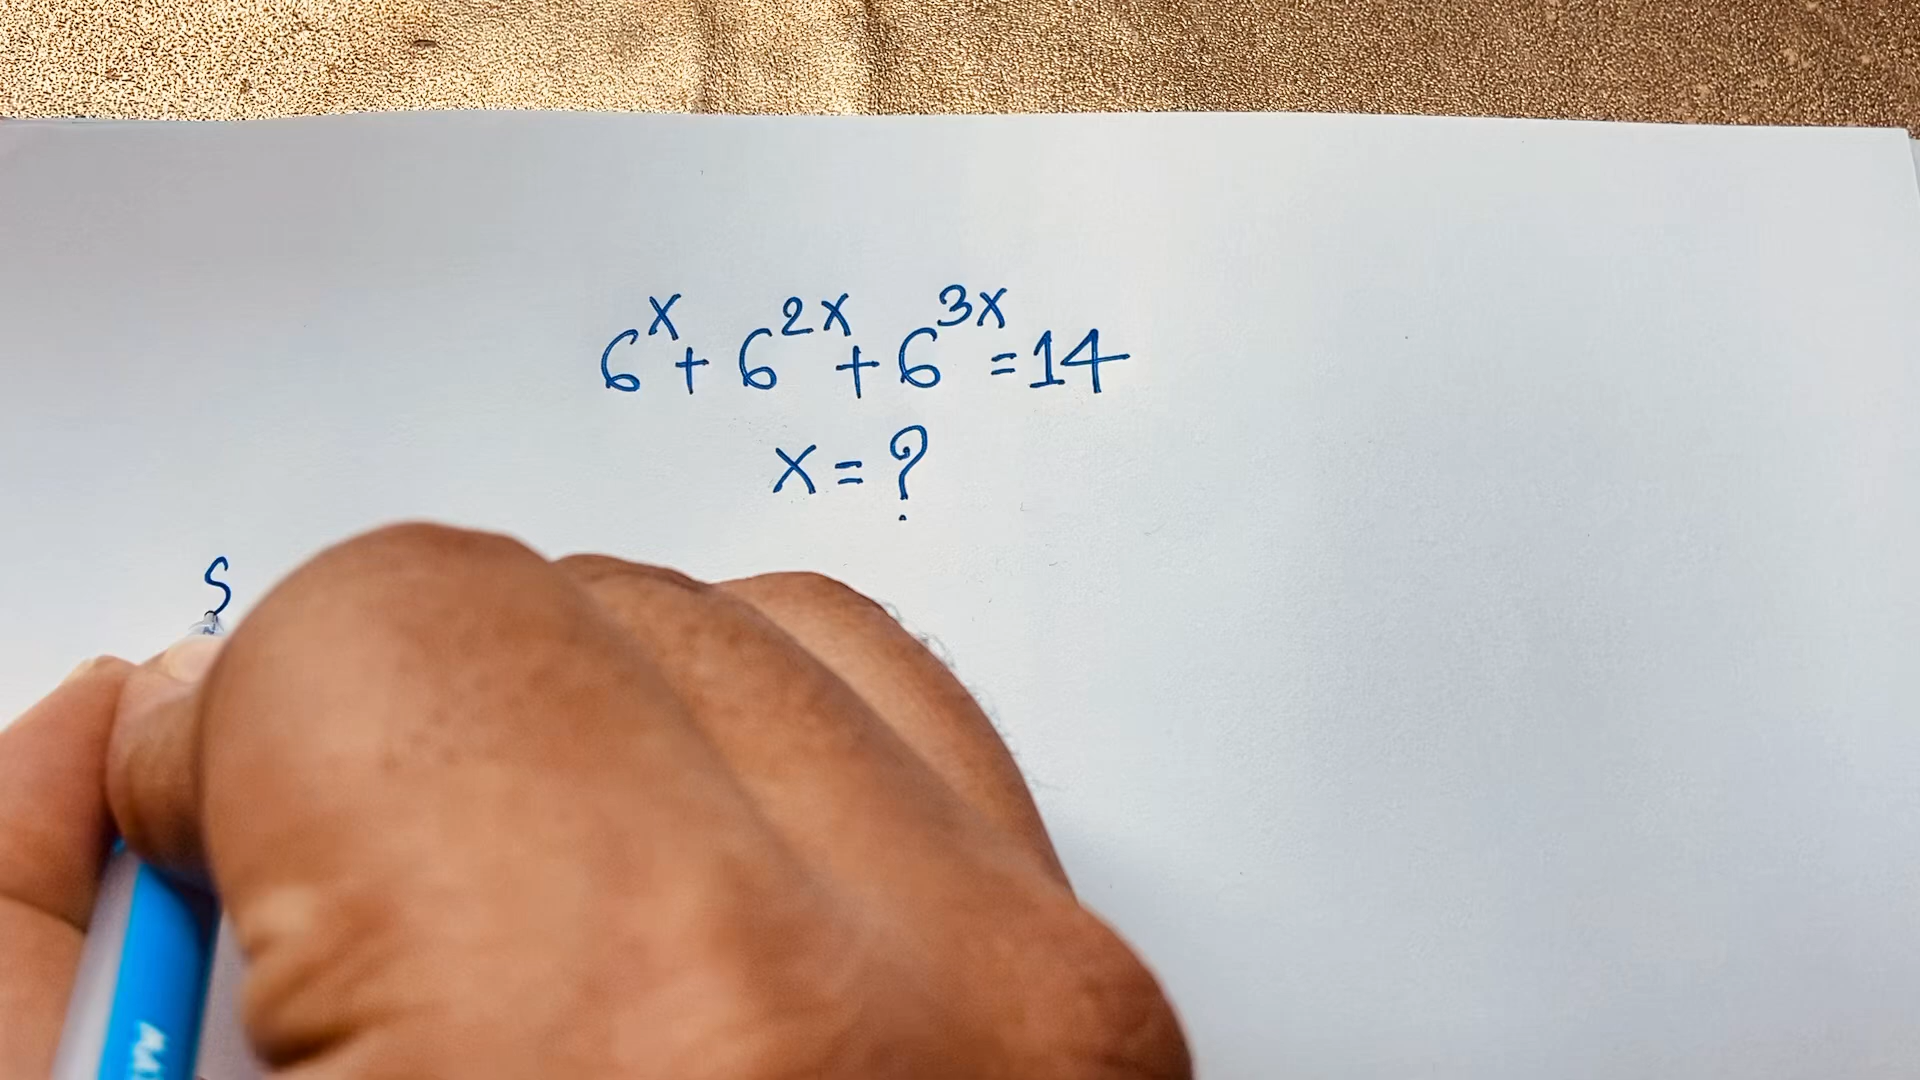 6^x + 6^2x + 6^3x = 14
x = ?
S